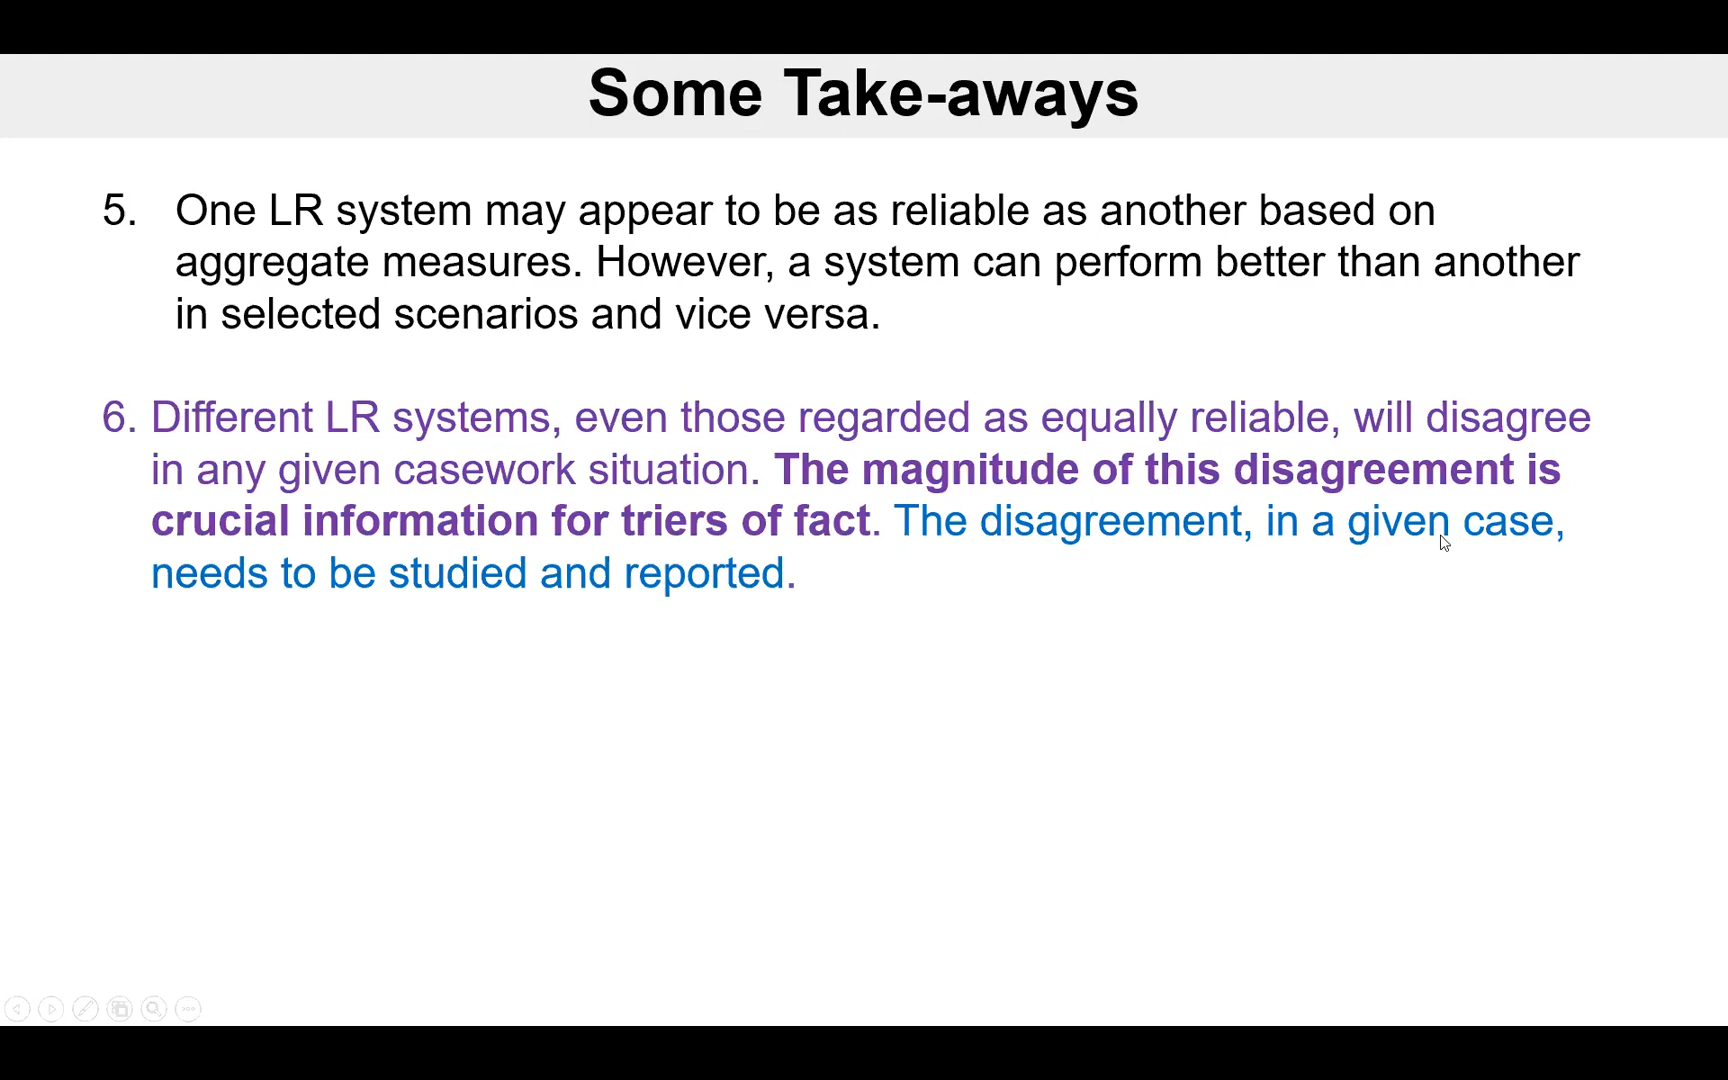 Some Take-aways
5. One LR system may appear to be as reliable as another based on
aggregate measures. However, a system can perform better than another
in selected scenarios and vice versa.
6. Different LR systems, even those regarded as equally reliable, will disagree
in any given casework situation. The magnitude of this disagreement is
crucial information for triers of fact. The disagreement, in a given case,
needs to be studied and reported.